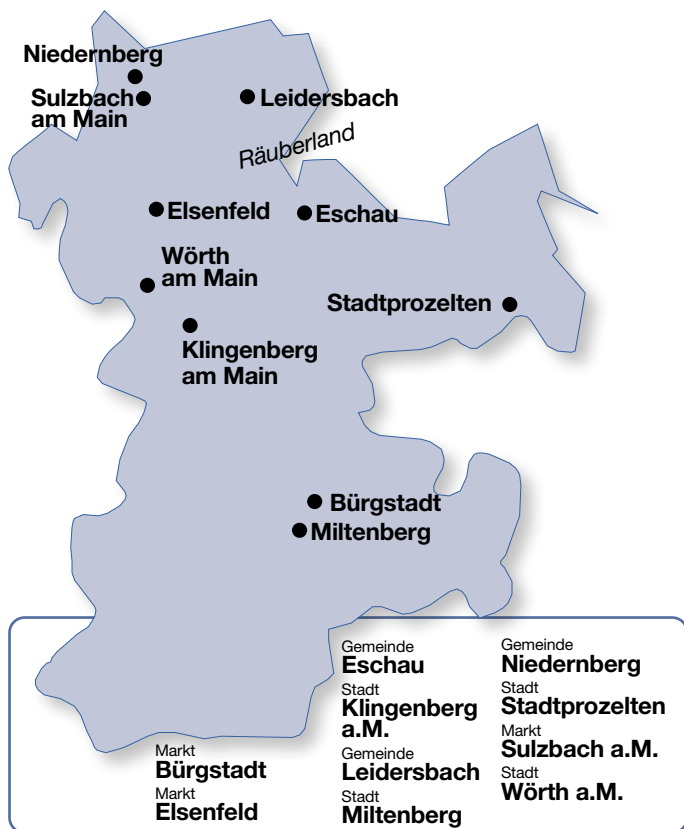 Niedernberg
Sulzbach
am Main
Leidersbach
Räuberland
Elsenfeld
Eschau
Wörth
am Main
Stadtprozelten
Klingenberg
am Main
Bürgstadt
Miltenberg
Markt
Bürgstadt
Markt
Elsenfeld
Gemeinde
Eschau
Stadt
Klingenberg
a.M.
Gemeinde
Leidersbach
Stadt
Miltenberg
Gemeinde
Niedernberg
Stadt
Stadtprozelten
Markt
Sulzbach a.M.
Stadt
Wörth a.M.